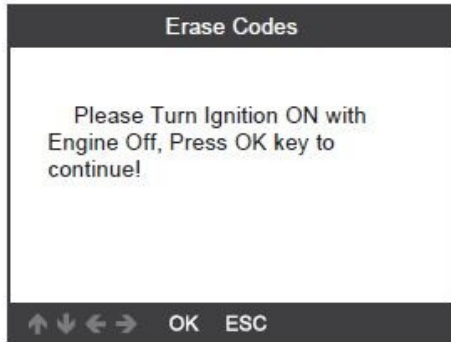 Erase Codes
Please Turn Ignition ON with
Engine Off, Press OK key to
continue!
OK ESC